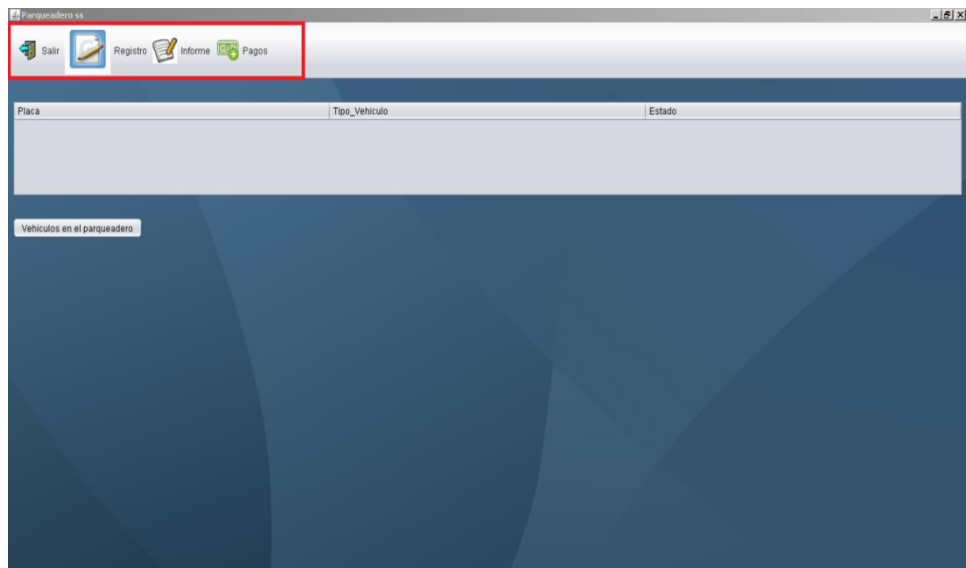 Parqueadero ss
Salir Registro Informe Pagos
Placa Tipo_Vehiculo Estado
Vehiculos en el parqueadero